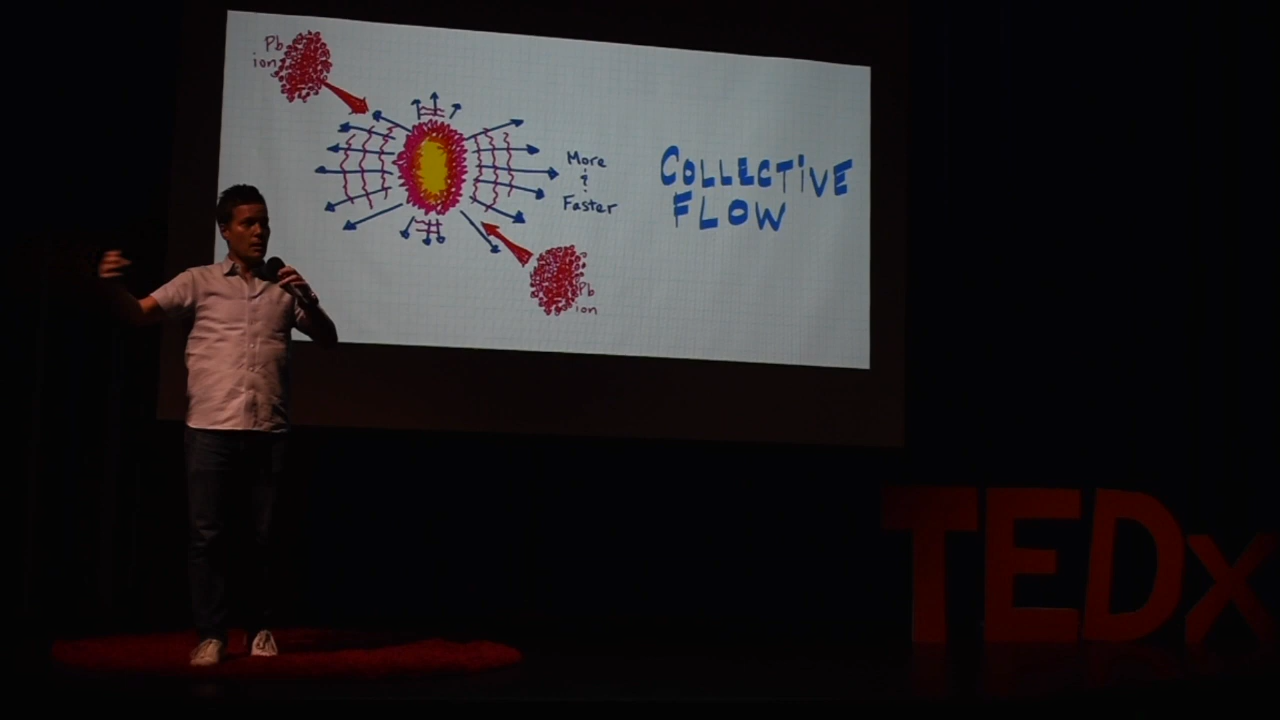 Pb
ion
More
&
Faster
COLLECTIVE
FLOW
Pb
ion
TEDx